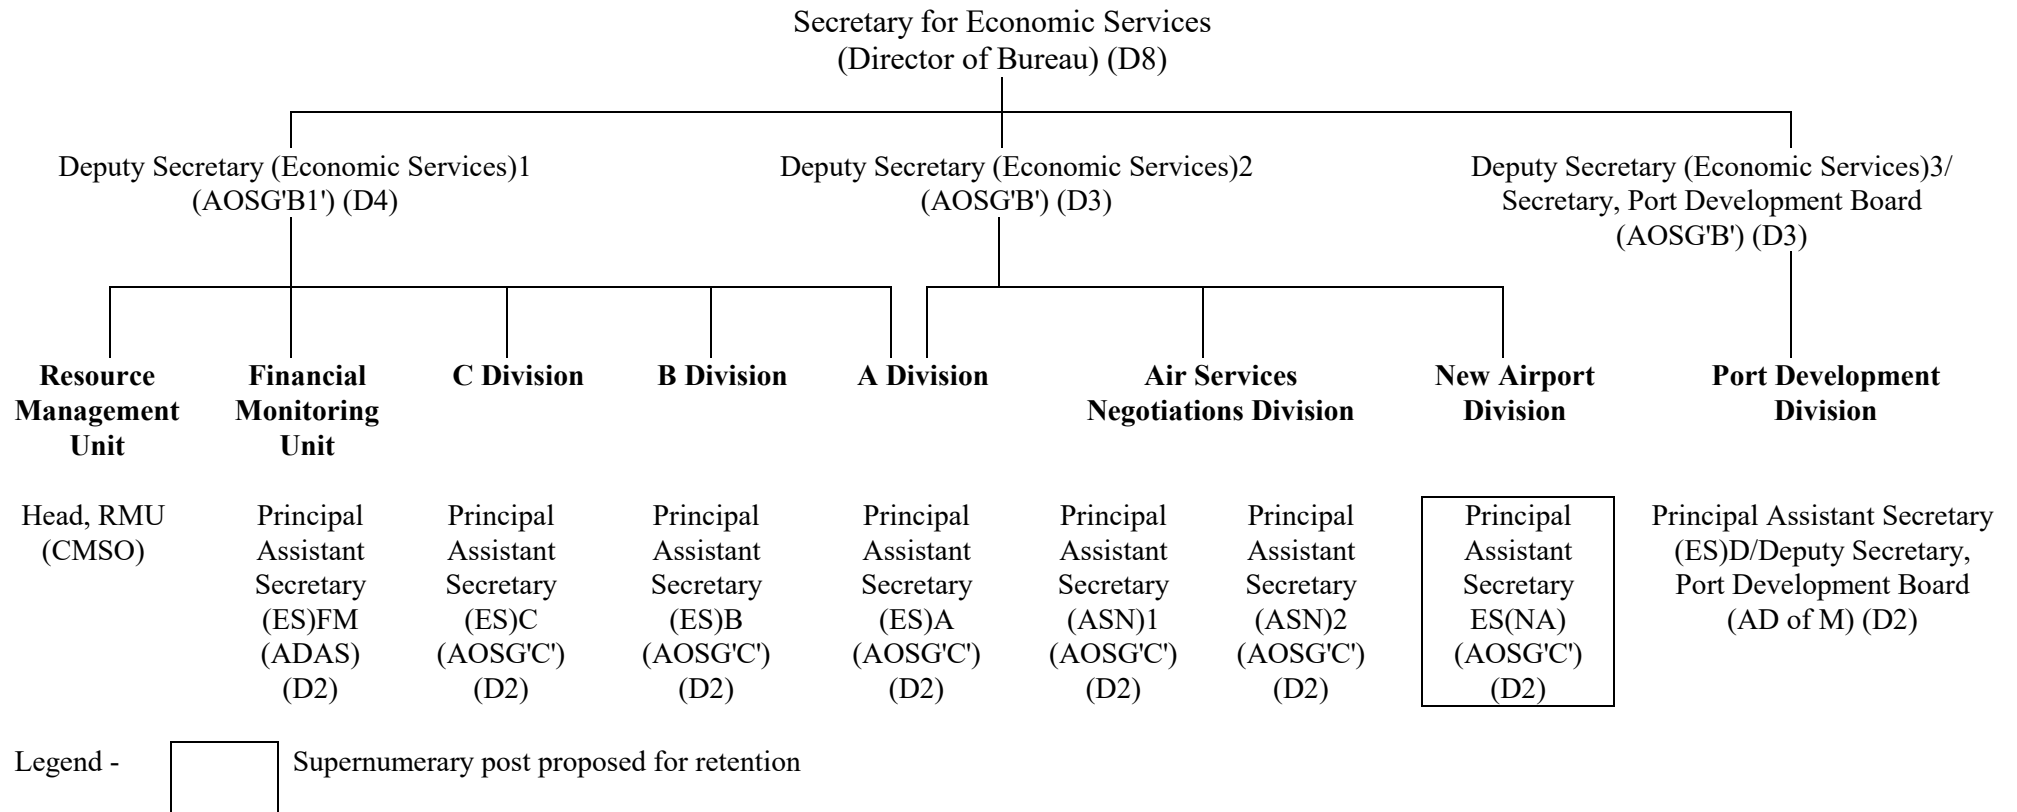 Secretary for Economic Services
(Director of Bureau) (D8)
Deputy Secretary (Economic Services)1
(AOSG'B1') (D4)
Deputy Secretary (Economic Services)2
(AOSG'B') (D3)
Deputy Secretary (Economic Services)3/
Secretary, Port Development Board
(AOSG'B') (D3)
Resource
Management
Unit
Financial
Monitoring
Unit
C Division
B Division
A Division
Air Services
Negotiations Division
New Airport
Division
Port Development
Division
Head, RMU
(CMSO)
Principal
Assistant
Secretary
(ES)FM
(ADAS)
(D2)
Principal
Assistant
Secretary
(ES)C
(AOSG'C')
(D2)
Principal
Assistant
Secretary
(ES)B
(AOSG'C')
(D2)
Principal
Assistant
Secretary
(ES)A
(AOSG'C')
(D2)
Principal
Assistant
Secretary
(ASN)1
(AOSG'C')
(D2)
Principal
Assistant
Secretary
(ASN)2
(AOSG'C')
(D2)
Principal
Assistant
Secretary
ES(NA)
(AOSG'C')
(D2)
Principal Assistant Secretary
(ES)D/Deputy Secretary,
Port Development Board
(AD of M) (D2)
Legend -
Supernumerary post proposed for retention